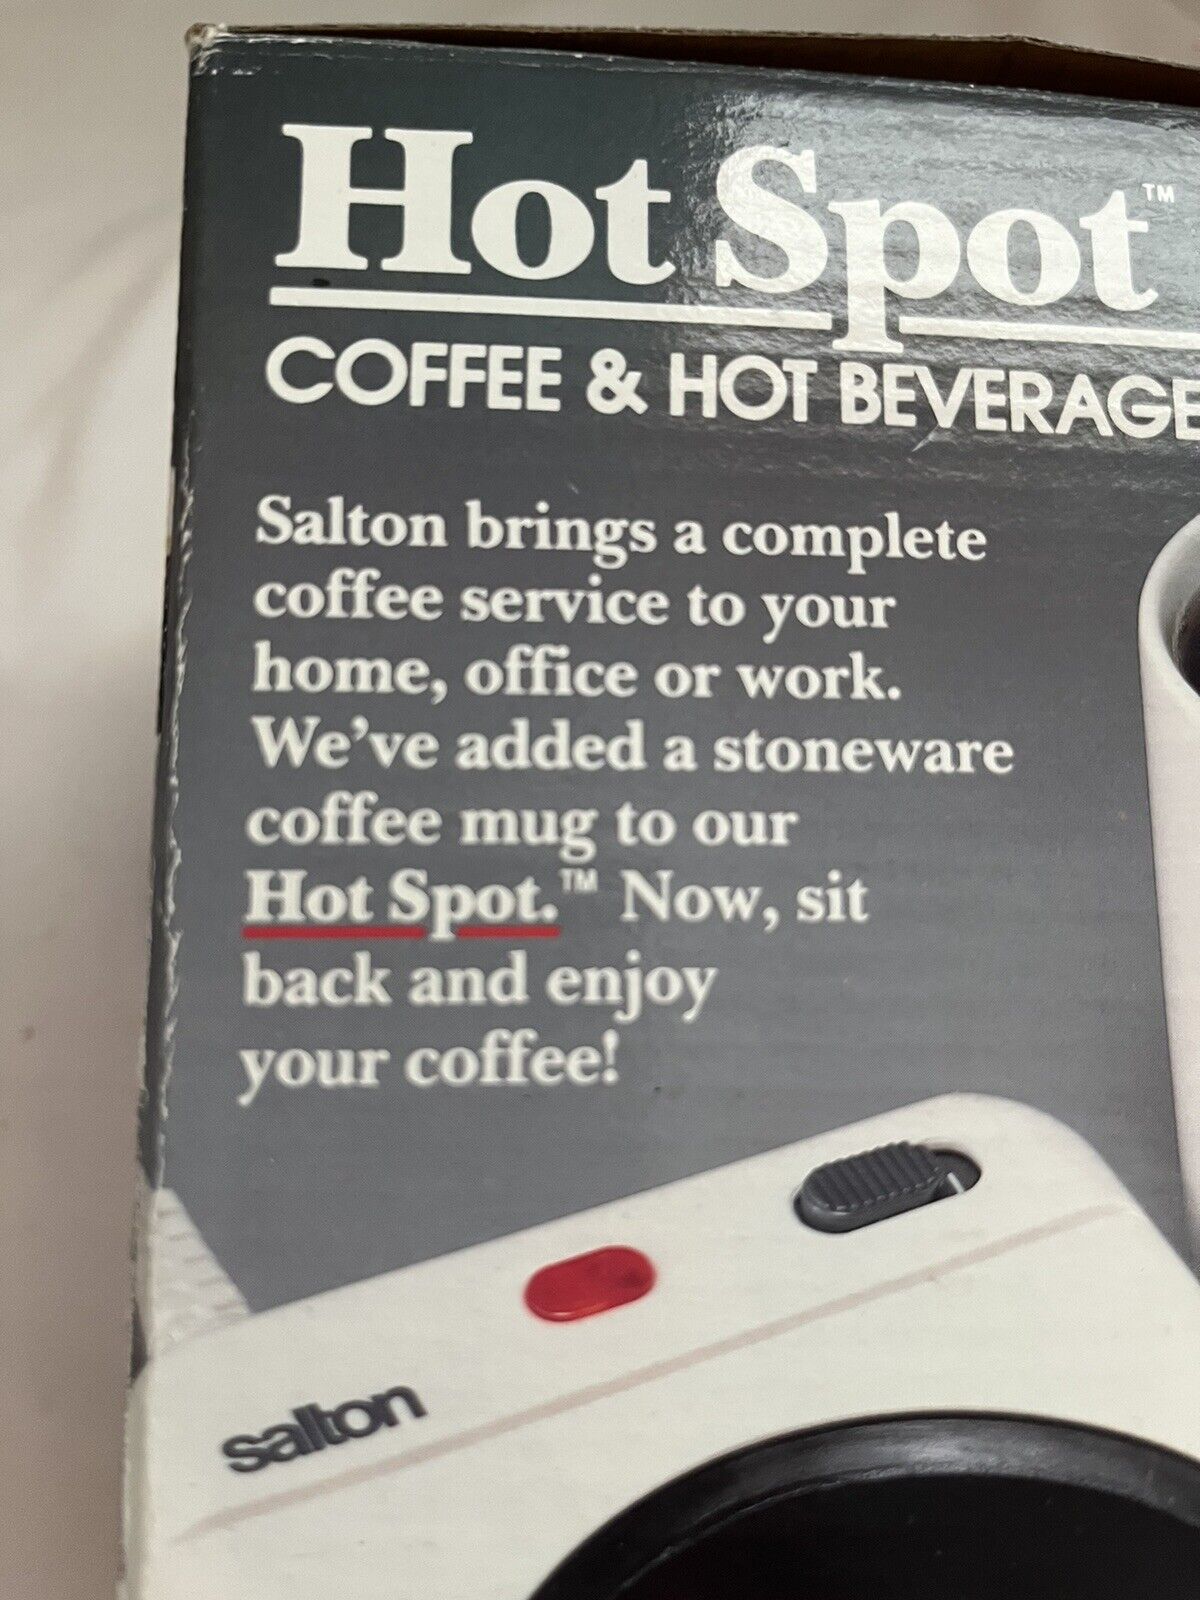 Hot Spot™
COFFEE & HOT BEVERAGE
Salton brings a complete
coffee service to your
home, office or work.
We've added a stoneware
coffee mug to our
Hot Spot.™ Now, sit
back and enjoy
your coffee!
salton